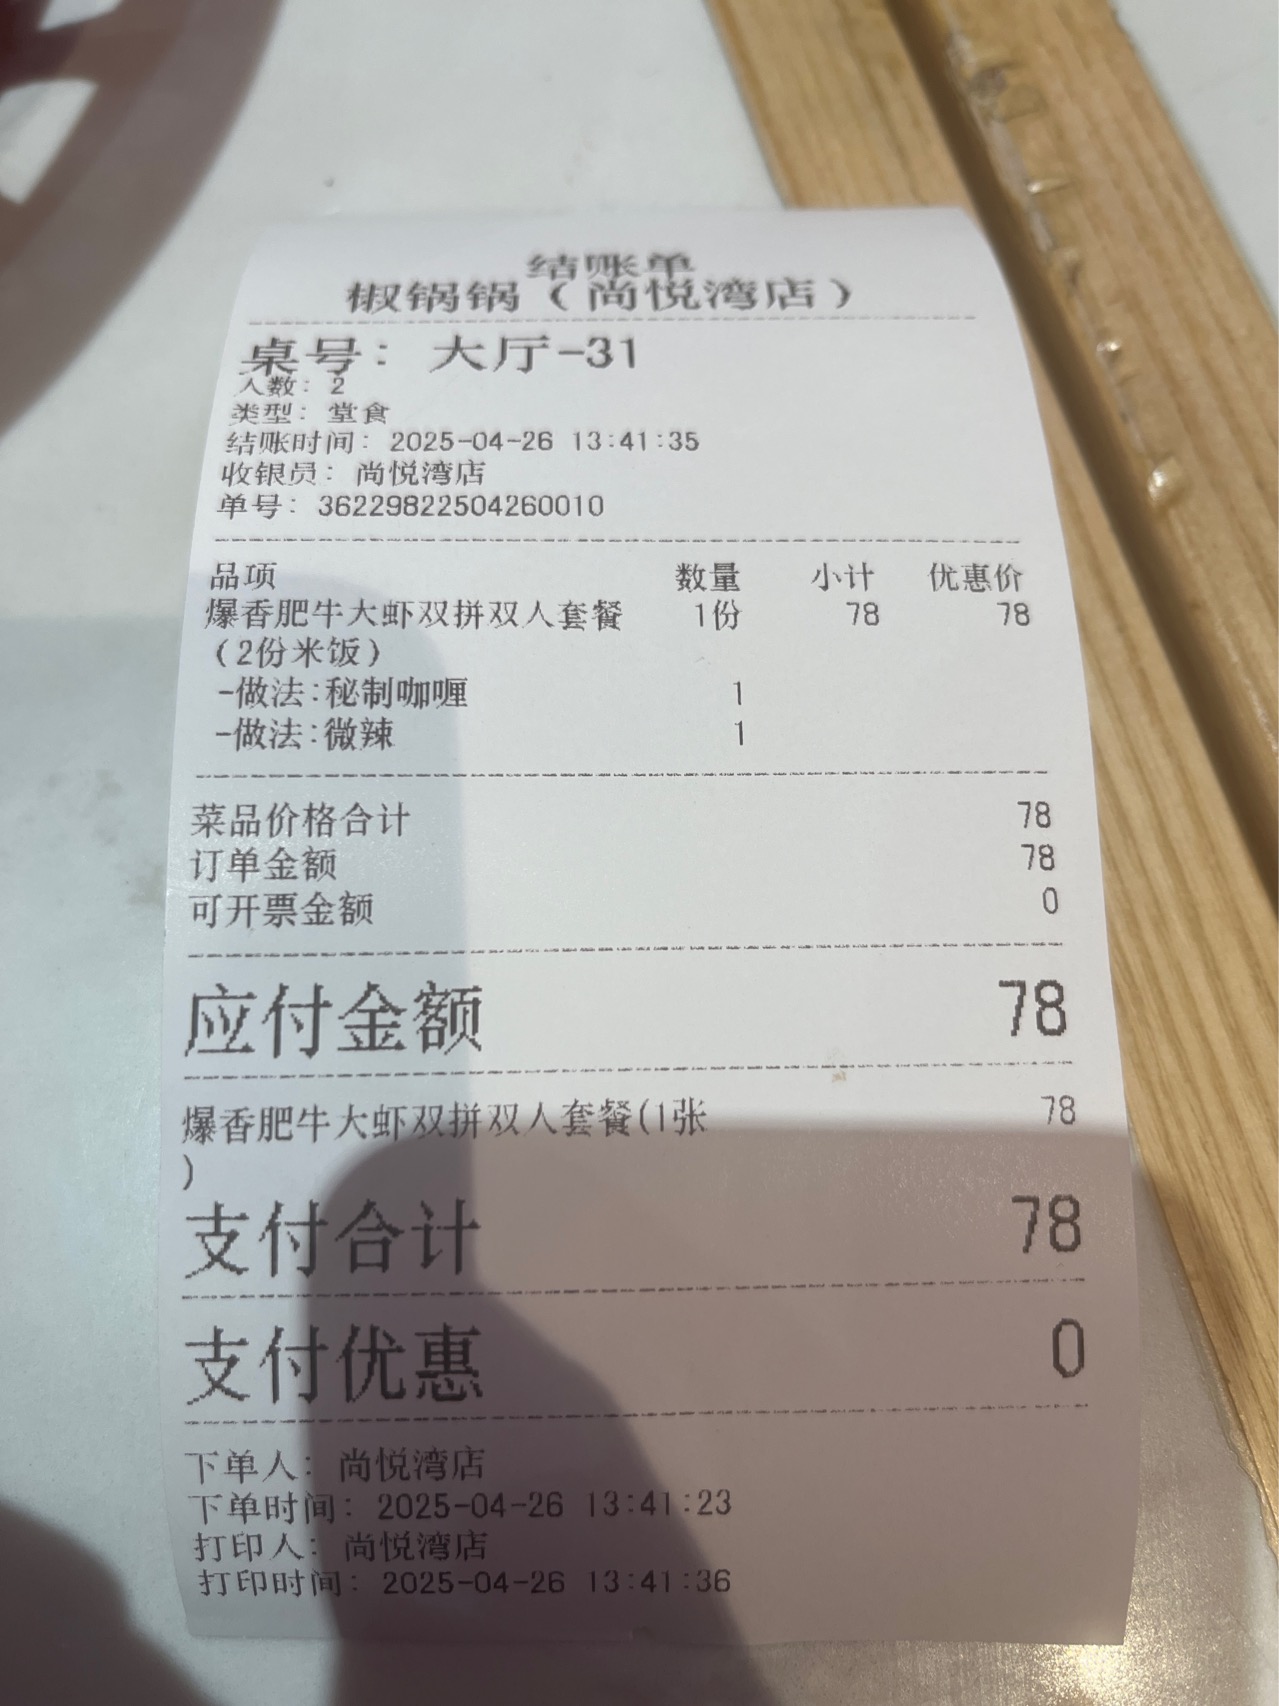 结账单
椒锅锅（尚悦湾店）
桌号：大厅-31
人数：2
类型：堂食
结账时间：2025-04-26 13:41:35
收银员：尚悦湾店
单号：36229822504260010
品项 数量 小计 优惠价
爆香肥牛大虾双拼双人套餐 1份 78 78
（2份米饭）
-做法:秘制咖喱 1
-做法:微辣 1
菜品价格合计 78
订单金额 78
可开票金额 0
应付金额 78
爆香肥牛大虾双拼双人套餐(1张 78
)
支付合计 78
支付优惠 0
下单人：尚悦湾店
下单时间：2025-04-26 13:41:23
打印人：尚悦湾店
打印时间：2025-04-26 13:41:36